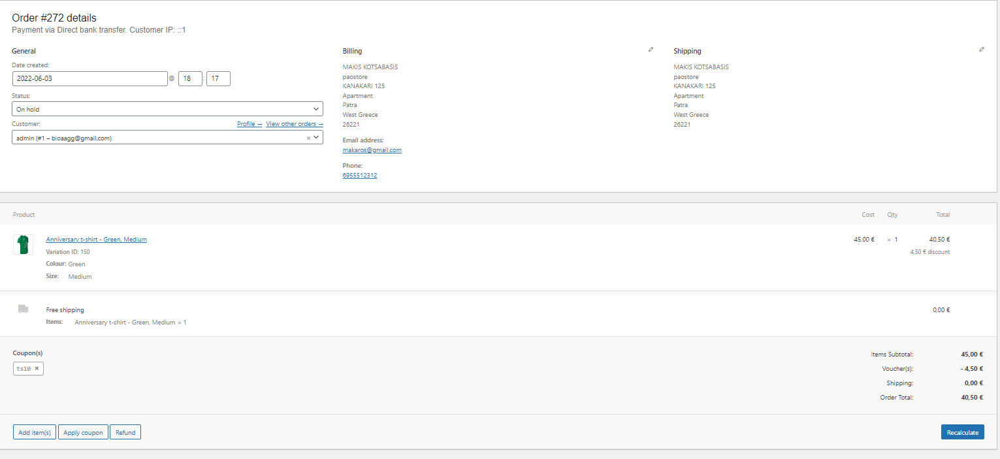 Order #272 details
Payment via Direct bank transfer. Customer IP: ::1
General
Date created:
2022-06-03 @ 18 : 17
Status:
On hold
Customer: Profile → View other orders →
admin (#1 – bioaagg@gmail.com) ×
Billing
MAKIS KOTSABASIS
paostore
KANAKARI 125
Apartment
Patra
West Greece
26221
Email address:
makaros@gmail.com
Phone:
6955512312
Shipping
MAKIS KOTSABASIS
paostore
KANAKARI 125
Apartment
Patra
West Greece
26221
Product Cost Qty Total
Anniversary t-shirt - Green, Medium 45,00 € × 1 40,50 €
Variation ID: 150 4,50 € discount
Colour: Green
Size: Medium
Free shipping 0,00 €
Items: Anniversary t-shirt - Green, Medium × 1
Coupon(s)
ts10 ×
Items Subtotal: 45,00 €
Voucher(s): - 4,50 €
Shipping: 0,00 €
Order Total: 40,50 €
Add item(s) Apply coupon Refund Recalculate